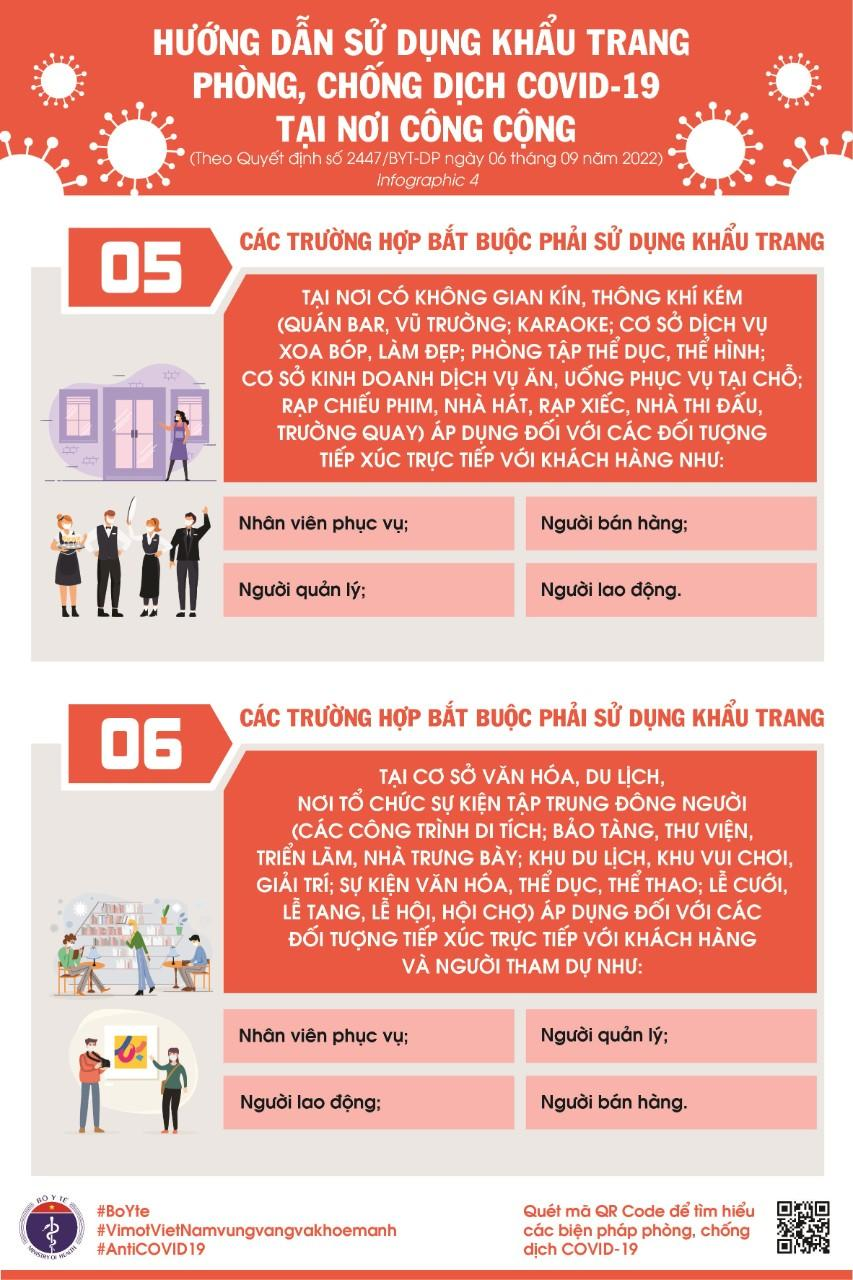 HƯỚNG DẪN SỬ DỤNG KHẨU TRANG
PHÒNG, CHỐNG DỊCH COVID-19
TẠI NƠI CÔNG CỘNG
(Theo Quyết định số 2447/BYT-DP ngày 06 tháng 09 năm 2022)
Infographic 4
05
CÁC TRƯỜNG HỢP BẮT BUỘC PHẢI SỬ DỤNG KHẨU TRANG
TẠI NƠI CÓ KHÔNG GIAN KÍN, THÔNG KHÍ KÉM
(QUÁN BAR, VŨ TRƯỜNG; KARAOKE; CƠ SỞ DỊCH VỤ
XOA BÓP, LÀM ĐẸP; PHÒNG TẬP THỂ DỤC, THỂ HÌNH;
CƠ SỞ KINH DOANH DỊCH VỤ ĂN, UỐNG PHỤC VỤ TẠI CHỖ;
RẠP CHIẾU PHIM, NHÀ HÁT, RẠP XIẾC, NHÀ THI ĐẤU,
TRƯỜNG QUAY) ÁP DỤNG ĐỐI VỚI CÁC ĐỐI TƯỢNG
TIẾP XÚC TRỰC TIẾP VỚI KHÁCH HÀNG NHƯ:
Nhân viên phục vụ;
Người bán hàng;
Người quản lý;
Người lao động.
06
CÁC TRƯỜNG HỢP BẮT BUỘC PHẢI SỬ DỤNG KHẨU TRANG
TẠI CƠ SỞ VĂN HÓA, DU LỊCH,
NƠI TỔ CHỨC SỰ KIỆN TẬP TRUNG ĐÔNG NGƯỜI
(CÁC CÔNG TRÌNH DI TÍCH; BẢO TÀNG, THƯ VIỆN,
TRIỂN LÃM, NHÀ TRƯNG BÀY; KHU DU LỊCH, KHU VUI CHƠI,
GIẢI TRÍ; SỰ KIỆN VĂN HÓA, THỂ DỤC, THỂ THAO; LỄ CƯỚI,
LỄ TANG, LỄ HỘI, HỘI CHỢ) ÁP DỤNG ĐỐI VỚI CÁC
ĐỐI TƯỢNG TIẾP XÚC TRỰC TIẾP VỚI KHÁCH HÀNG
VÀ NGƯỜI THAM DỰ NHƯ:
Nhân viên phục vụ;
Người quản lý;
Người lao động;
Người bán hàng.
BỘ Y TẾ
MINISTRY OF HEALTH
#BoYte
#VimotVietNamvungvangvakhoemanh
#AntiCOVID19
Quét mã QR Code để tìm hiểu
các biện pháp phòng, chống
dịch COVID-19